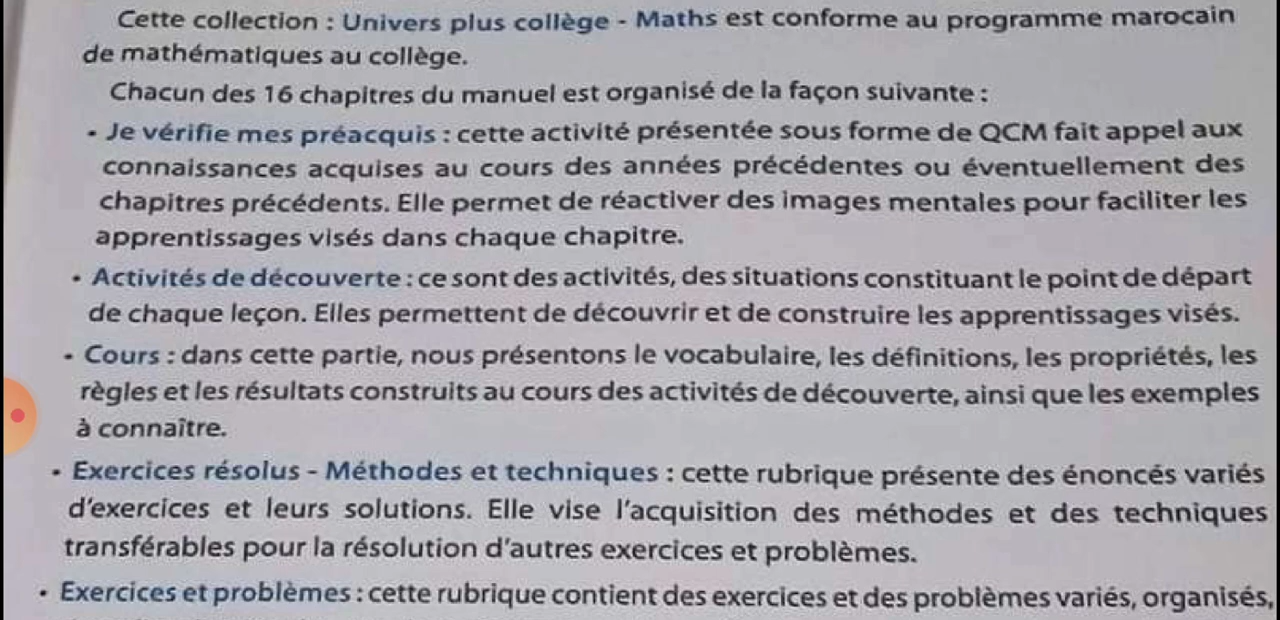 Cette collection : Univers plus collège - Maths est conforme au programme marocain
de mathématiques au collège.
Chacun des 16 chapitres du manuel est organisé de la façon suivante :
• Je vérifie mes préacquis : cette activité présentée sous forme de QCM fait appel aux
connaissances acquises au cours des années précédentes ou éventuellement des
chapitres précédents. Elle permet de réactiver des images mentales pour faciliter les
apprentissages visés dans chaque chapitre.
• Activités de découverte : ce sont des activités, des situations constituant le point de départ
de chaque leçon. Elles permettent de découvrir et de construire les apprentissages visés.
• Cours : dans cette partie, nous présentons le vocabulaire, les définitions, les propriétés, les
règles et les résultats construits au cours des activités de découverte, ainsi que les exemples
à connaître.
• Exercices résolus - Méthodes et techniques : cette rubrique présente des énoncés variés
d'exercices et leurs solutions. Elle vise l'acquisition des méthodes et des techniques
transférables pour la résolution d'autres exercices et problèmes.
• Exercices et problèmes : cette rubrique contient des exercices et des problèmes variés, organisés,